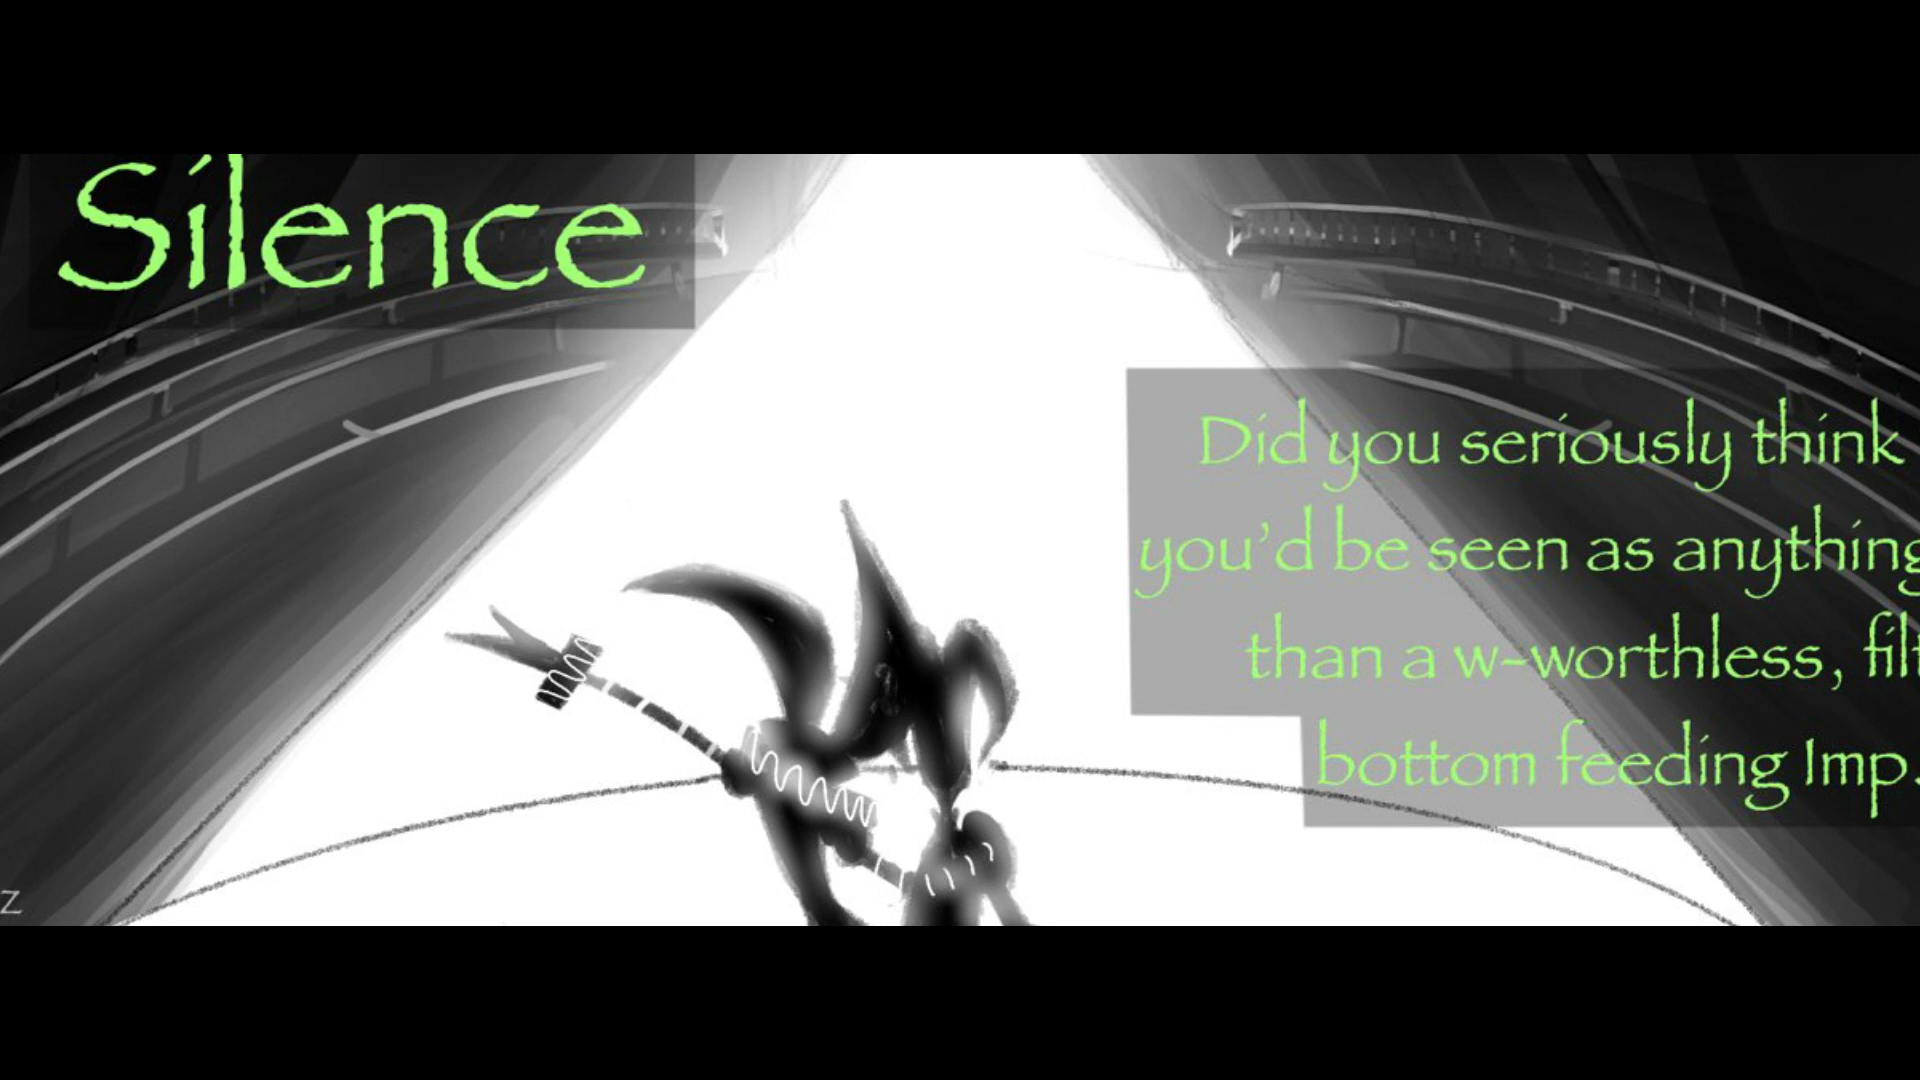 Silence
Did you seriously think
you'd be seen as anything
than a w-worthless,
bottom feeding Imp.
z